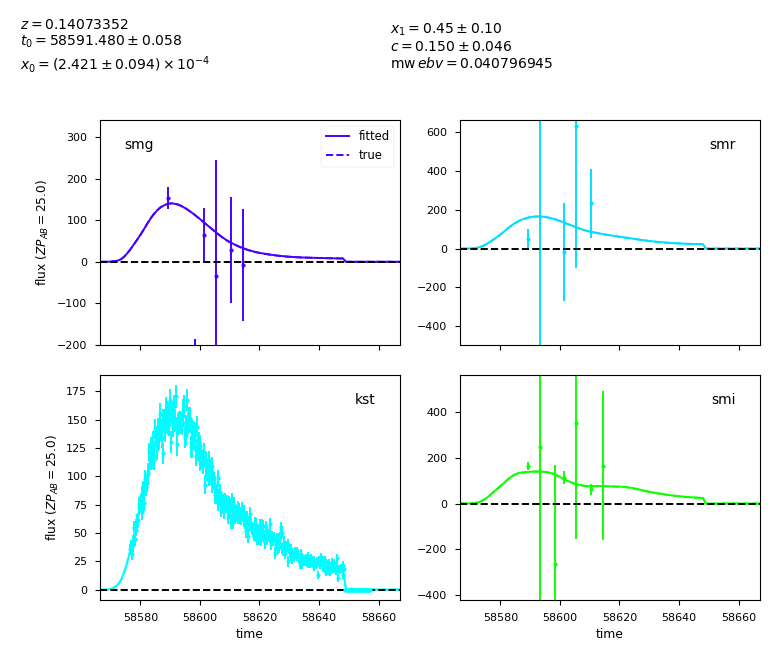 z = 0.14073352
t₀ = 58591.480 ± 0.058
x₀ = (2.421 ± 0.094) × 10⁻⁴
x₁ = 0.45 ± 0.10
c = 0.150 ± 0.046
mw ebv = 0.040796945
smg
fitted
true
flux (ZP_AB = 25.0)
300
200
100
0
−100
−200
smr
600
400
200
0
−200
−400
kst
flux (ZP_AB = 25.0)
175
150
125
100
75
50
25
0
58580 58600 58620 58640 58660
time
smi
400
200
0
−200
−400
58580 58600 58620 58640 58660
time